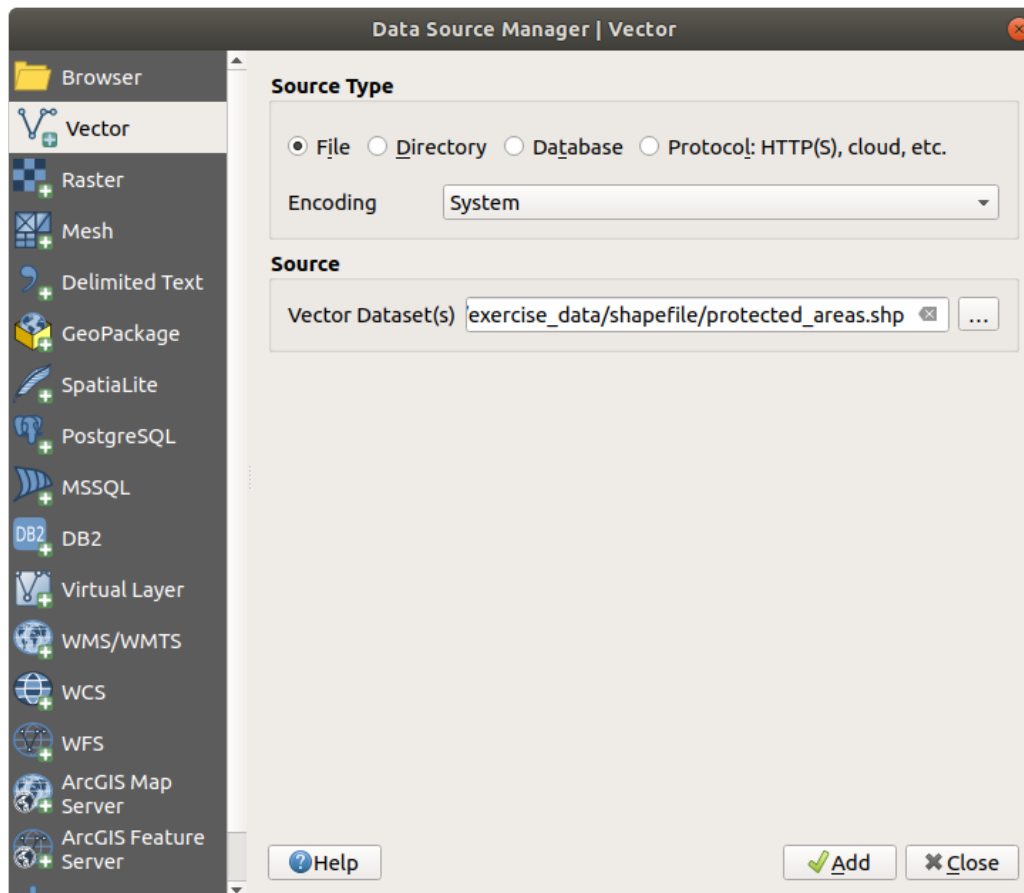 Data Source Manager | Vector
Browser
Vector
Raster
Mesh
Delimited Text
GeoPackage
SpatiaLite
PostgreSQL
MSSQL
DB2
DB2
Virtual Layer
WMS/WMTS
WCS
WFS
ArcGIS Map
Server
ArcGIS Feature
Server
Source Type
File
Directory
Database
Protocol: HTTP(S), cloud, etc.
Encoding
System
Source
Vector Dataset(s)
/exercise_data/shapefile/protected_areas.shp
...
Help
Add
Close